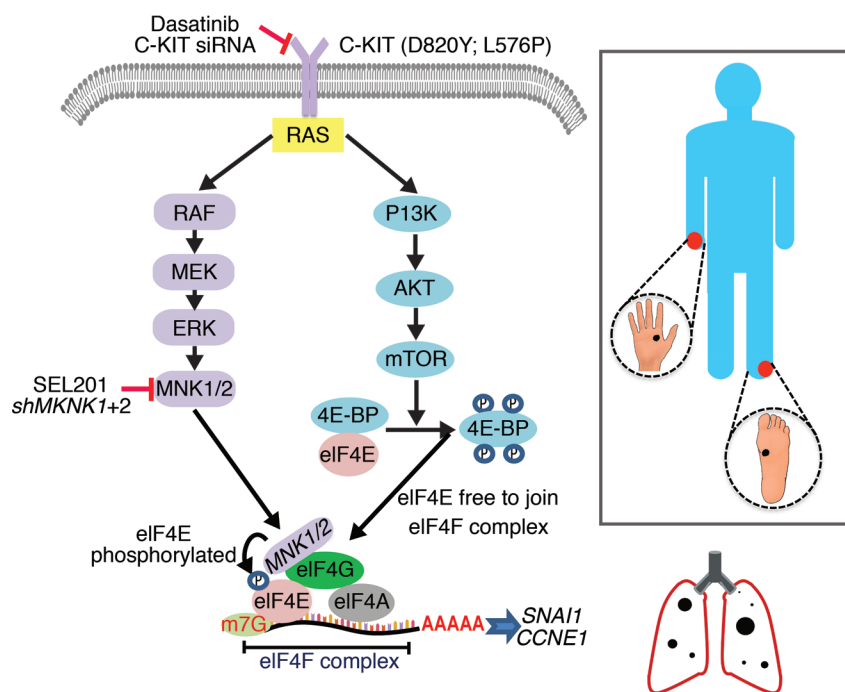 Dasatinib
C-KIT siRNA
C-KIT (D820Y; L576P)
RAS
RAF
MEK
ERK
MNK1/2
SEL201
shMKNK1+2
P13K
AKT
mTOR
4E-BP
eIF4E
P
P
4E-BP
P
P
eIF4E free to join
eIF4F complex
eIF4E
phosphorylated
MNK1/2
P
eIF4G
eIF4E
eIF4A
m7G
AAAAA
SNAI1
CCNE1
eIF4F complex